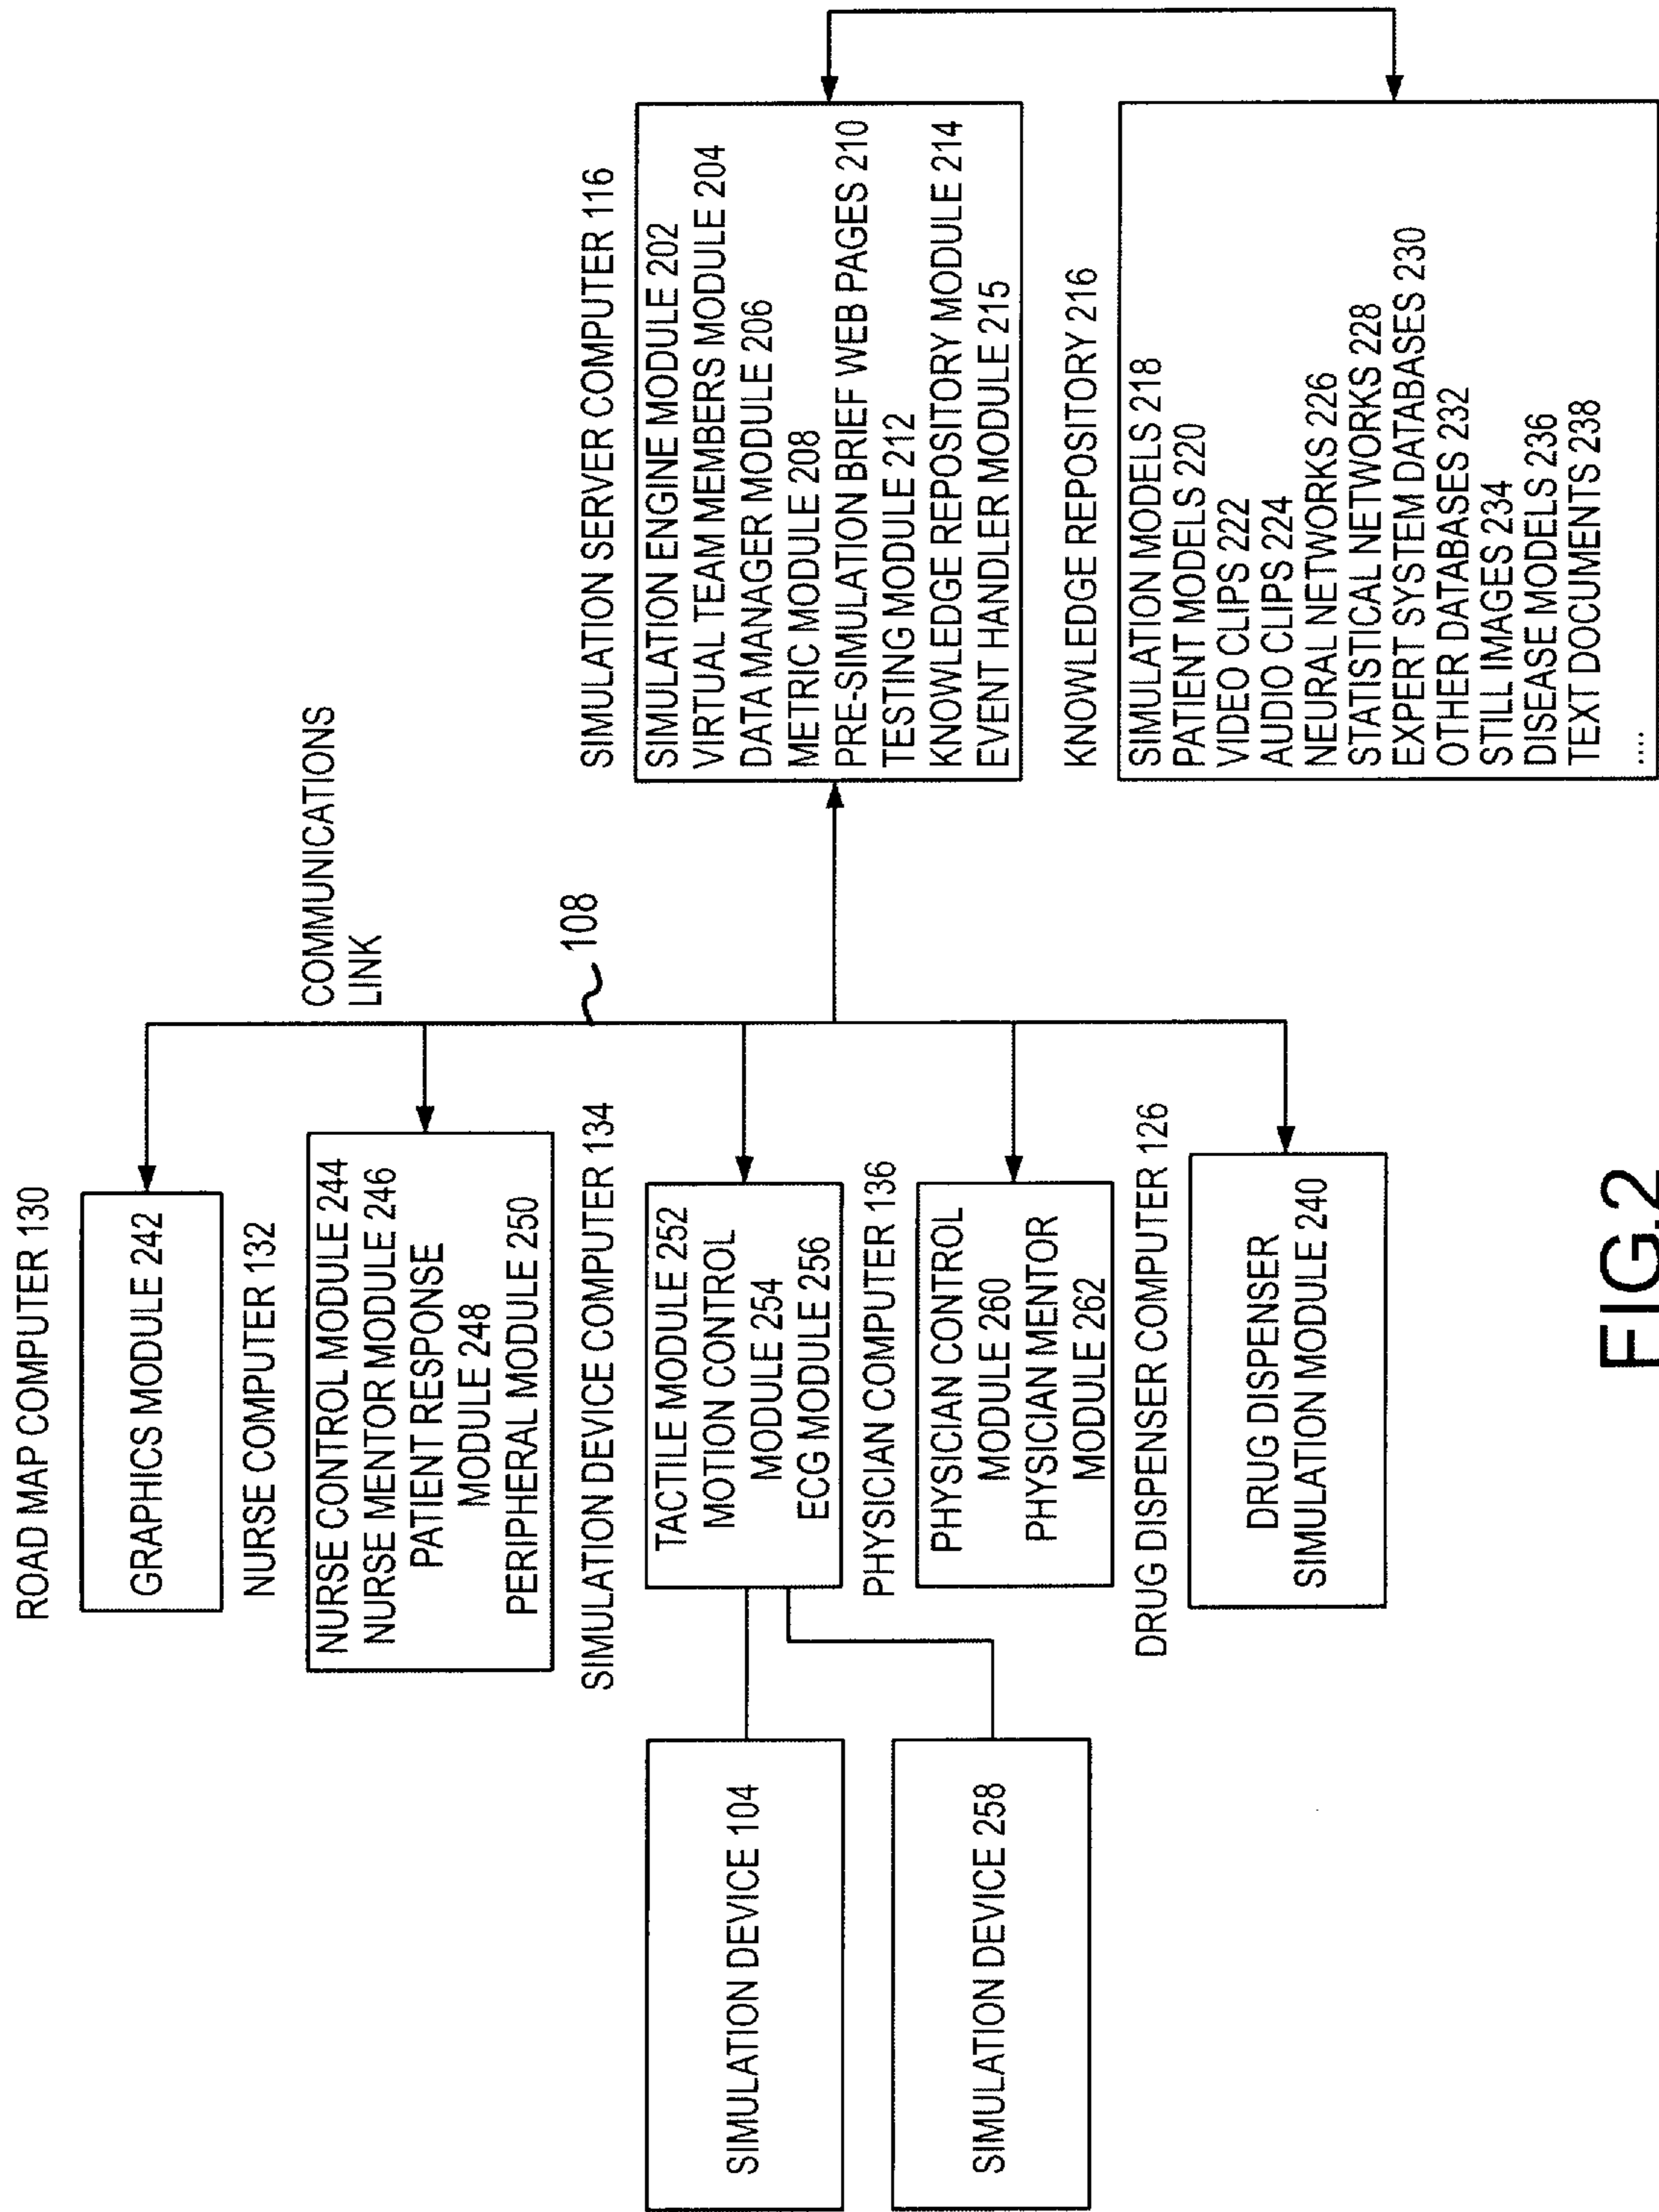 ROAD MAP COMPUTER 130
GRAPHICS MODULE 242
NURSE COMPUTER 132
NURSE CONTROL MODULE 244
NURSE MENTOR MODULE 246
PATIENT RESPONSE
MODULE 248
PERIPHERAL MODULE 250
SIMULATION DEVICE COMPUTER 134
TACTILE MODULE 252
MOTION CONTROL
MODULE 254
ECG MODULE 256
SIMULATION DEVICE 104
PHYSICIAN COMPUTER 136
PHYSICIAN CONTROL
MODULE 260
PHYSICIAN MENTOR
MODULE 262
SIMULATION DEVICE 258
DRUG DISPENSER COMPUTER 126
DRUG DISPENSER
SIMULATION MODULE 240
COMMUNICATIONS
LINK
108
SIMULATION SERVER COMPUTER 116
SIMULATION ENGINE MODULE 202
VIRTUAL TEAM MEMBERS MODULE 204
DATA MANAGER MODULE 206
METRIC MODULE 208
PRE-SIMULATION BRIEF WEB PAGES 210
TESTING MODULE 212
KNOWLEDGE REPOSITORY MODULE 214
EVENT HANDLER MODULE 215
KNOWLEDGE REPOSITORY 216
SIMULATION MODELS 218
PATIENT MODELS 220
VIDEO CLIPS 222
AUDIO CLIPS 224
NEURAL NETWORKS 226
STATISTICAL NETWORKS 228
EXPERT SYSTEM DATABASES 230
OTHER DATABASES 232
STILL IMAGES 234
DISEASE MODELS 236
TEXT DOCUMENTS 238
....
FIG.2